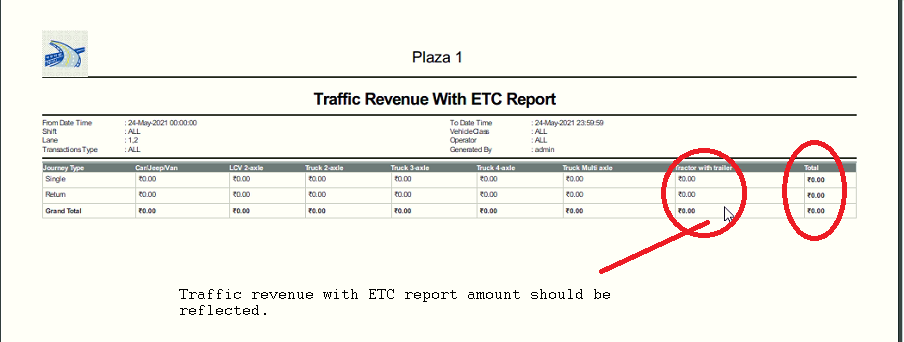 Plaza 1
Traffic Revenue With ETC Report
From Date Time : 24-May-2021 00:00:00 To Date Time : 24-May-2021 23:59:59
Shift : ALL VehicleClass : ALL
Lane : 1,2 Operator : ALL
Transactions Type : ALL Generated By : admin
Journey Type Car/Jeep/Van LCV 2-axle Truck 2-axle Truck 3-axle Truck 4-axle Truck Multi axle Tractor with trailer Total
Single ₹0.00 ₹0.00 ₹0.00 ₹0.00 ₹0.00 ₹0.00 ₹0.00 ₹0.00
Return ₹0.00 ₹0.00 ₹0.00 ₹0.00 ₹0.00 ₹0.00 ₹0.00 ₹0.00
Grand Total ₹0.00 ₹0.00 ₹0.00 ₹0.00 ₹0.00 ₹0.00 ₹0.00 ₹0.00
Traffic revenue with ETC report amount should be
reflected.